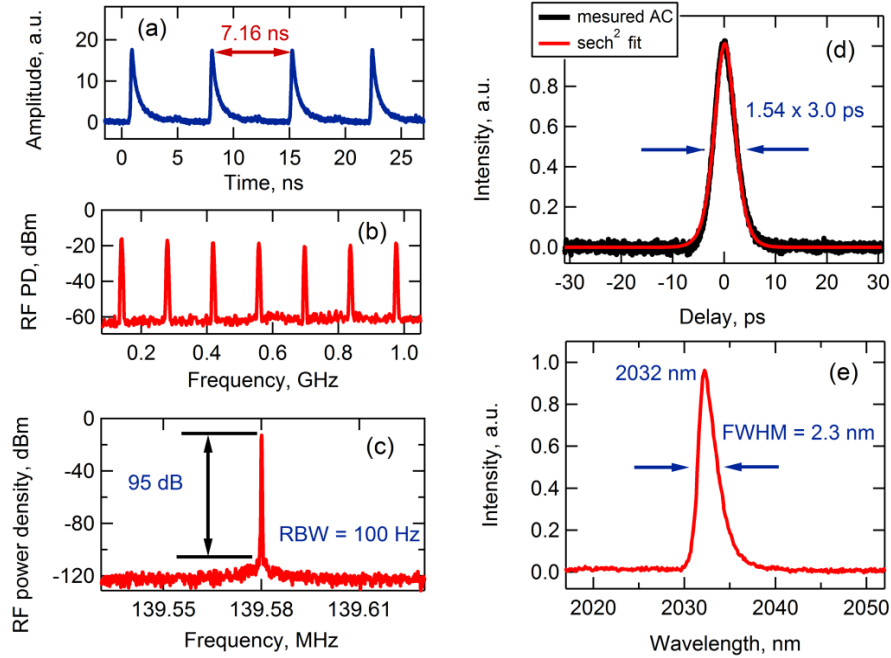 (a)
7.16 ns
Amplitude, a.u.
20
10
0
0
5
10
15
20
25
Time, ns
(b)
RF PD, dBm
0
-20
-40
-60
0.2
0.4
0.6
0.8
1.0
Frequency, GHz
(c)
RF power density, dBm
0
-40
-80
-120
95 dB
RBW = 100 Hz
139.55
139.58
139.61
Frequency, MHz
mesured AC
sech² fit
(d)
1.54 x 3.0 ps
Intensity, a.u.
1.0
0.8
0.6
0.4
0.2
0.0
-30
-20
-10
0
10
20
30
Delay, ps
(e)
2032 nm
FWHM = 2.3 nm
Intensity, a.u.
1.0
0.8
0.6
0.4
0.2
0.0
2020
2030
2040
2050
Wavelength, nm